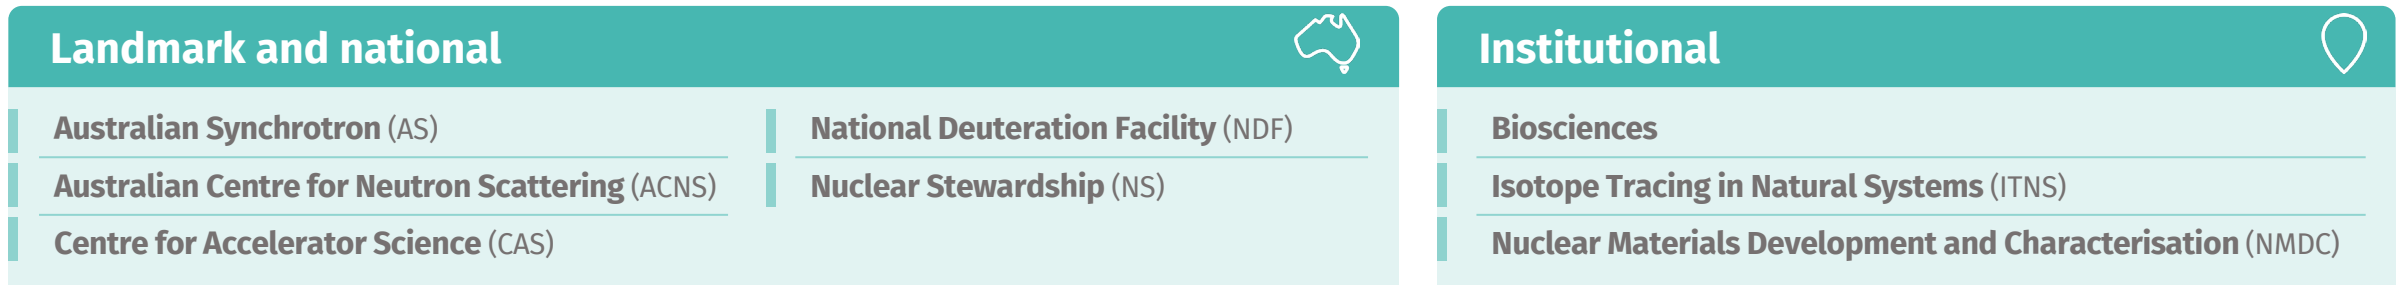 Landmark and national
Australian Synchrotron (AS)
Australian Centre for Neutron Scattering (ACNS)
Centre for Accelerator Science (CAS)
National Deuteration Facility (NDF)
Nuclear Stewardship (NS)
Institutional
Biosciences
Isotope Tracing in Natural Systems (ITNS)
Nuclear Materials Development and Characterisation (NMDC)